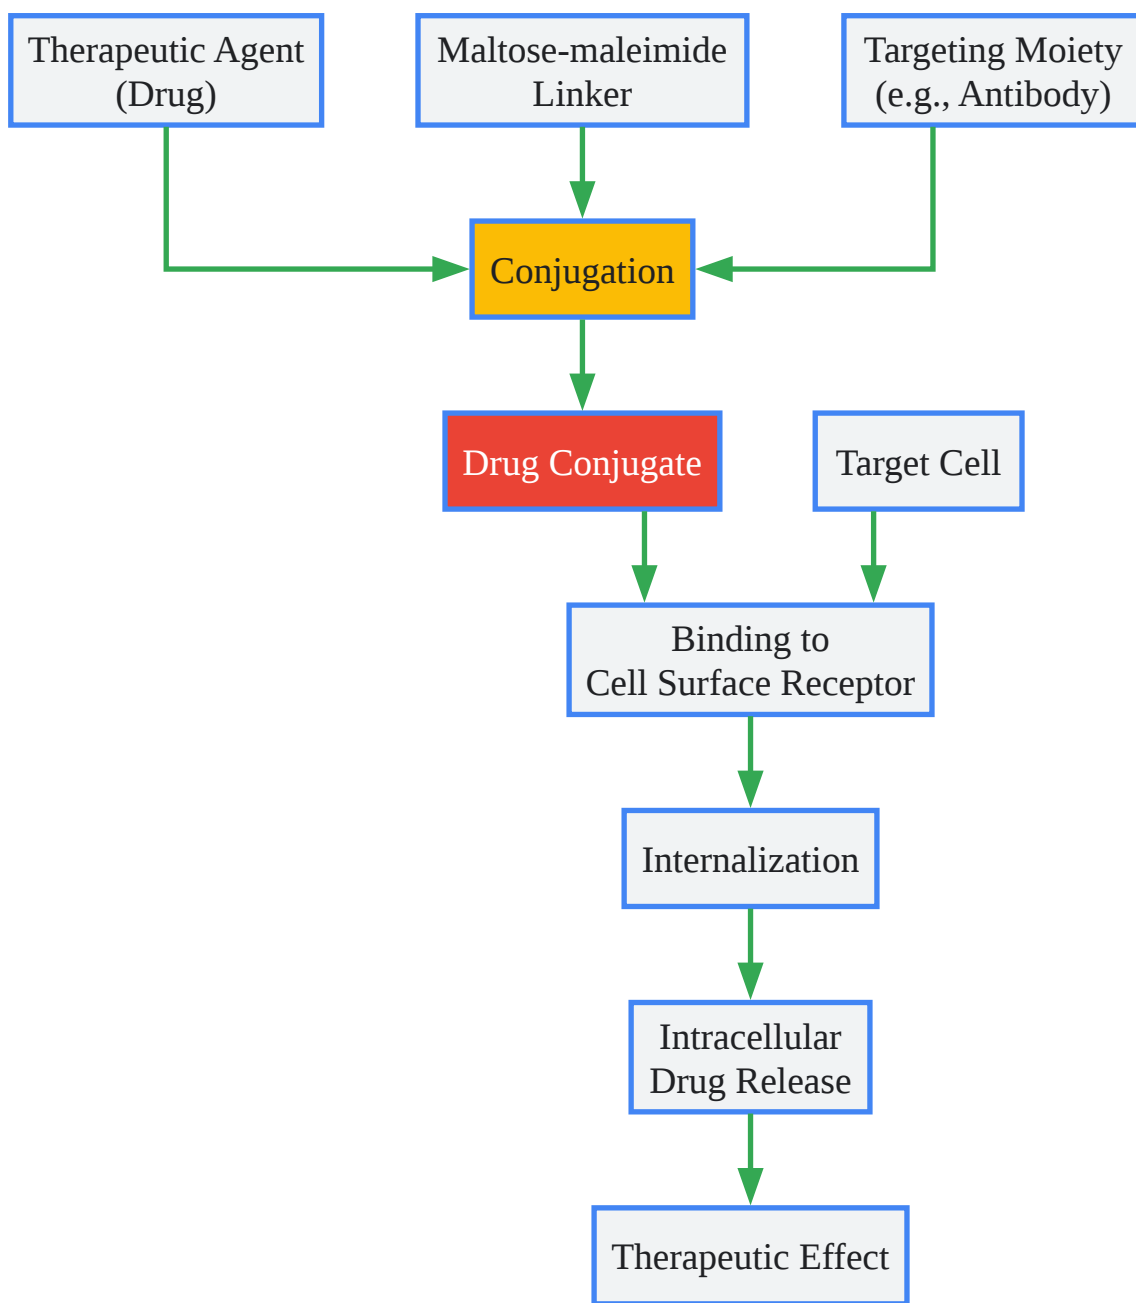 Therapeutic Agent
(Drug)
Maltose-maleimide
Linker
Targeting Moiety
(e.g., Antibody)
Conjugation
Drug Conjugate
Target Cell
Binding to
Cell Surface Receptor
Internalization
Intracellular
Drug Release
Therapeutic Effect